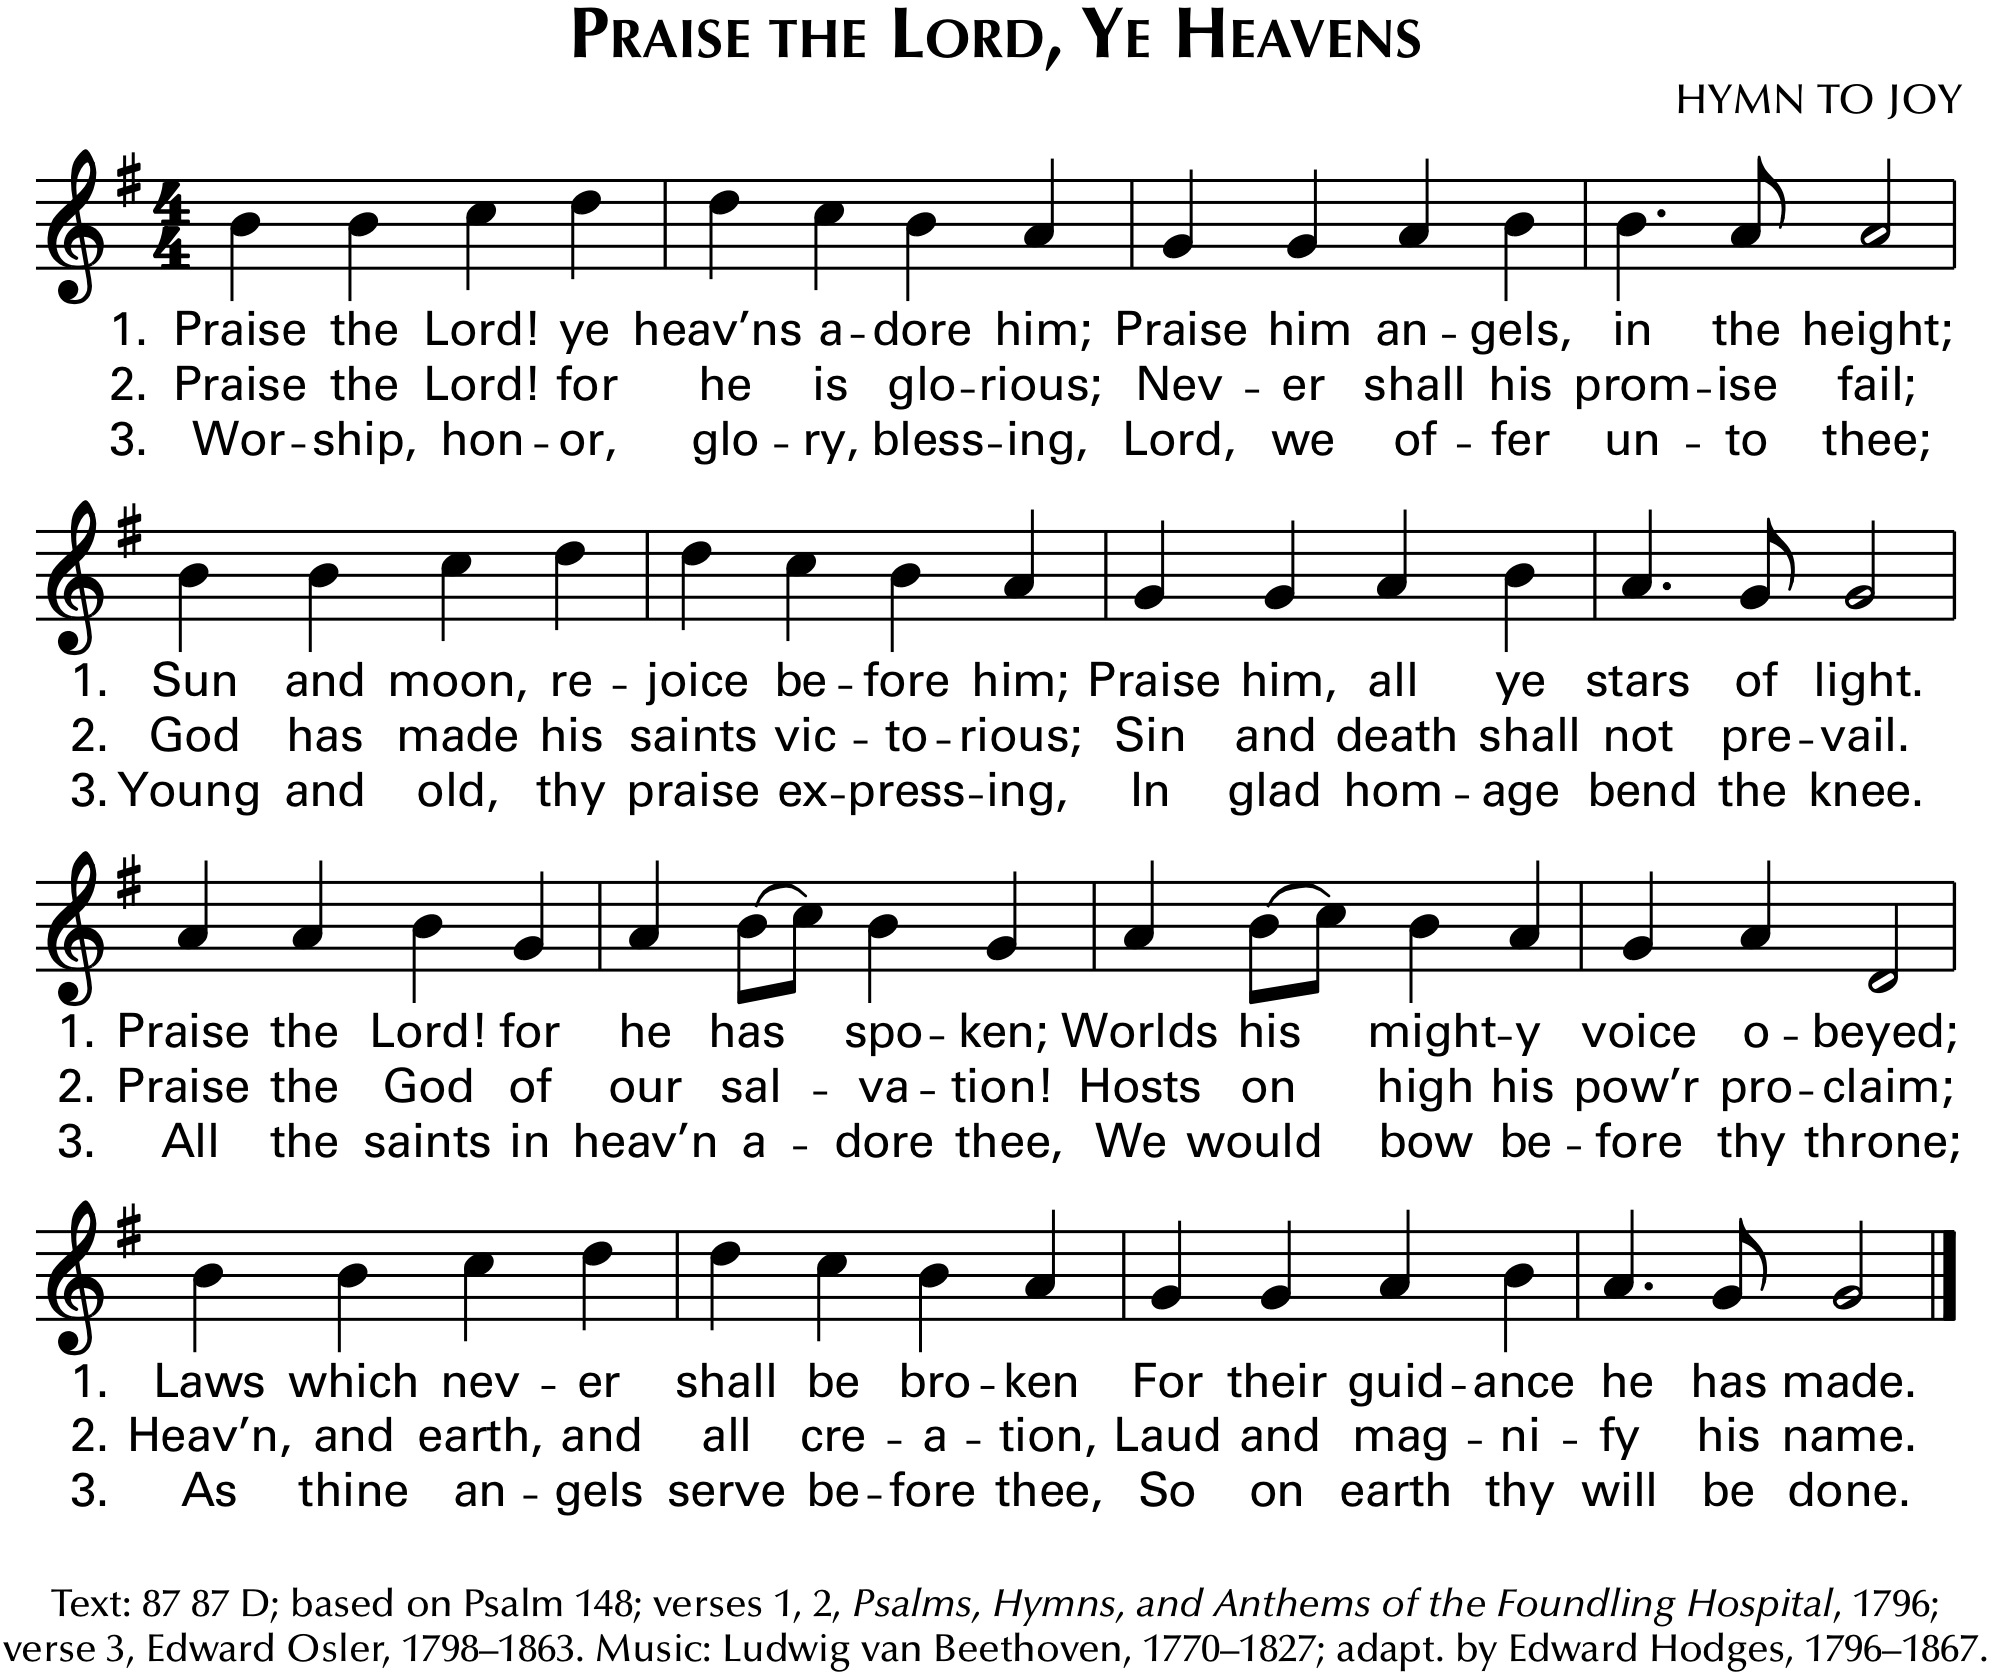 PRAISE THE LORD, YE HEAVENS
HYMN TO JOY
4
4
1. Praise the Lord! ye heav’ns a–dore him; Praise him an–gels, in the height;
2. Praise the Lord! for he is glo–rious; Nev–er shall his prom–ise fail;
3. Wor–ship, hon–or, glo–ry, bless–ing, Lord, we of–fer un–to thee;
1. Sun and moon, re–joice be–fore him; Praise him, all ye stars of light.
2. God has made his saints vic–to–rious; Sin and death shall not pre–vail.
3. Young and old, thy praise ex–press–ing, In glad hom–age bend the knee.
1. Praise the Lord! for he has spo–ken; Worlds his might–y voice o–beyed;
2. Praise the God of our sal–va–tion! Hosts on high his pow’r pro–claim;
3. All the saints in heav’n a–dore thee, We would bow be–fore thy throne;
1. Laws which nev–er shall be bro–ken For their guid–ance he has made.
2. Heav’n, and earth, and all cre–a–tion, Laud and mag–ni–fy his name.
3. As thine an–gels serve be–fore thee, So on earth thy will be done.
Text: 87 87 D; based on Psalm 148; verses 1, 2, Psalms, Hymns, and Anthems of the Foundling Hospital, 1796;
verse 3, Edward Osler, 1798–1863. Music: Ludwig van Beethoven, 1770–1827; adapt. by Edward Hodges, 1796–1867.